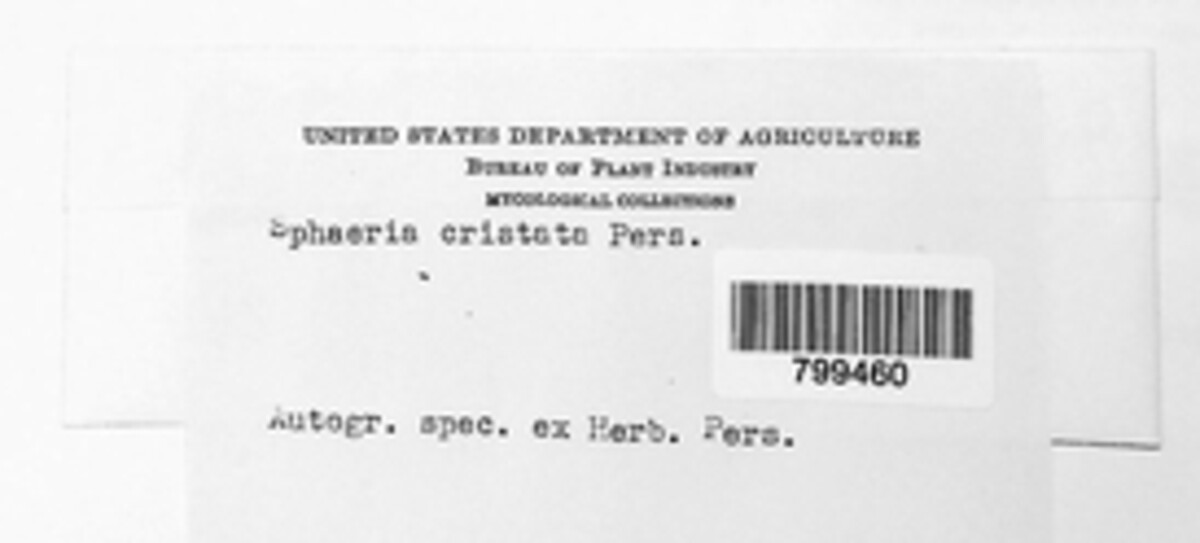 UNITED STATES DEPARTMENT OF AGRICULTURE
BUREAU OF PLANT INDUSTRY
MYCOLOGICAL COLLECTIONS
Sphaeria cristata Pers.
799460
Autogr. spec. ex Herb. Pers.